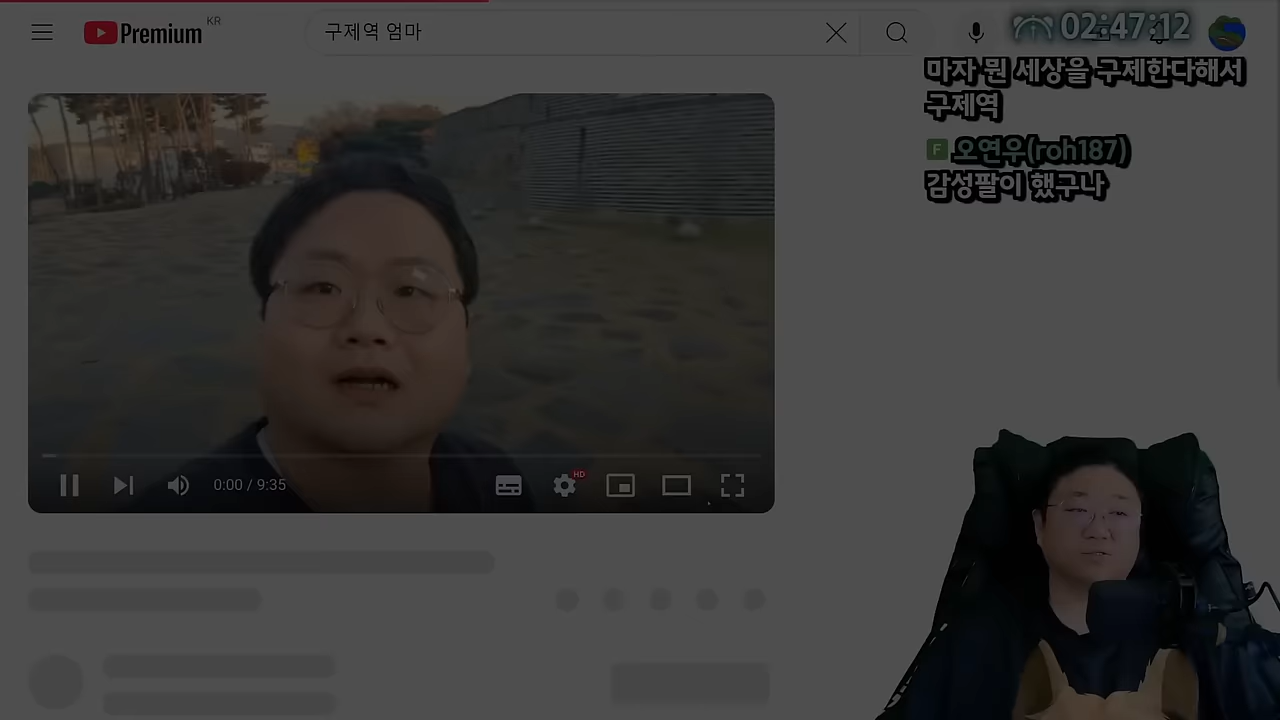 Premium KR
구제역 엄마
02:47:12
마자 뭔 세상을 구제한다해서
구제역
F 오연우(roh187)
감성팔이 했구나
HD
0:00 / 9:35